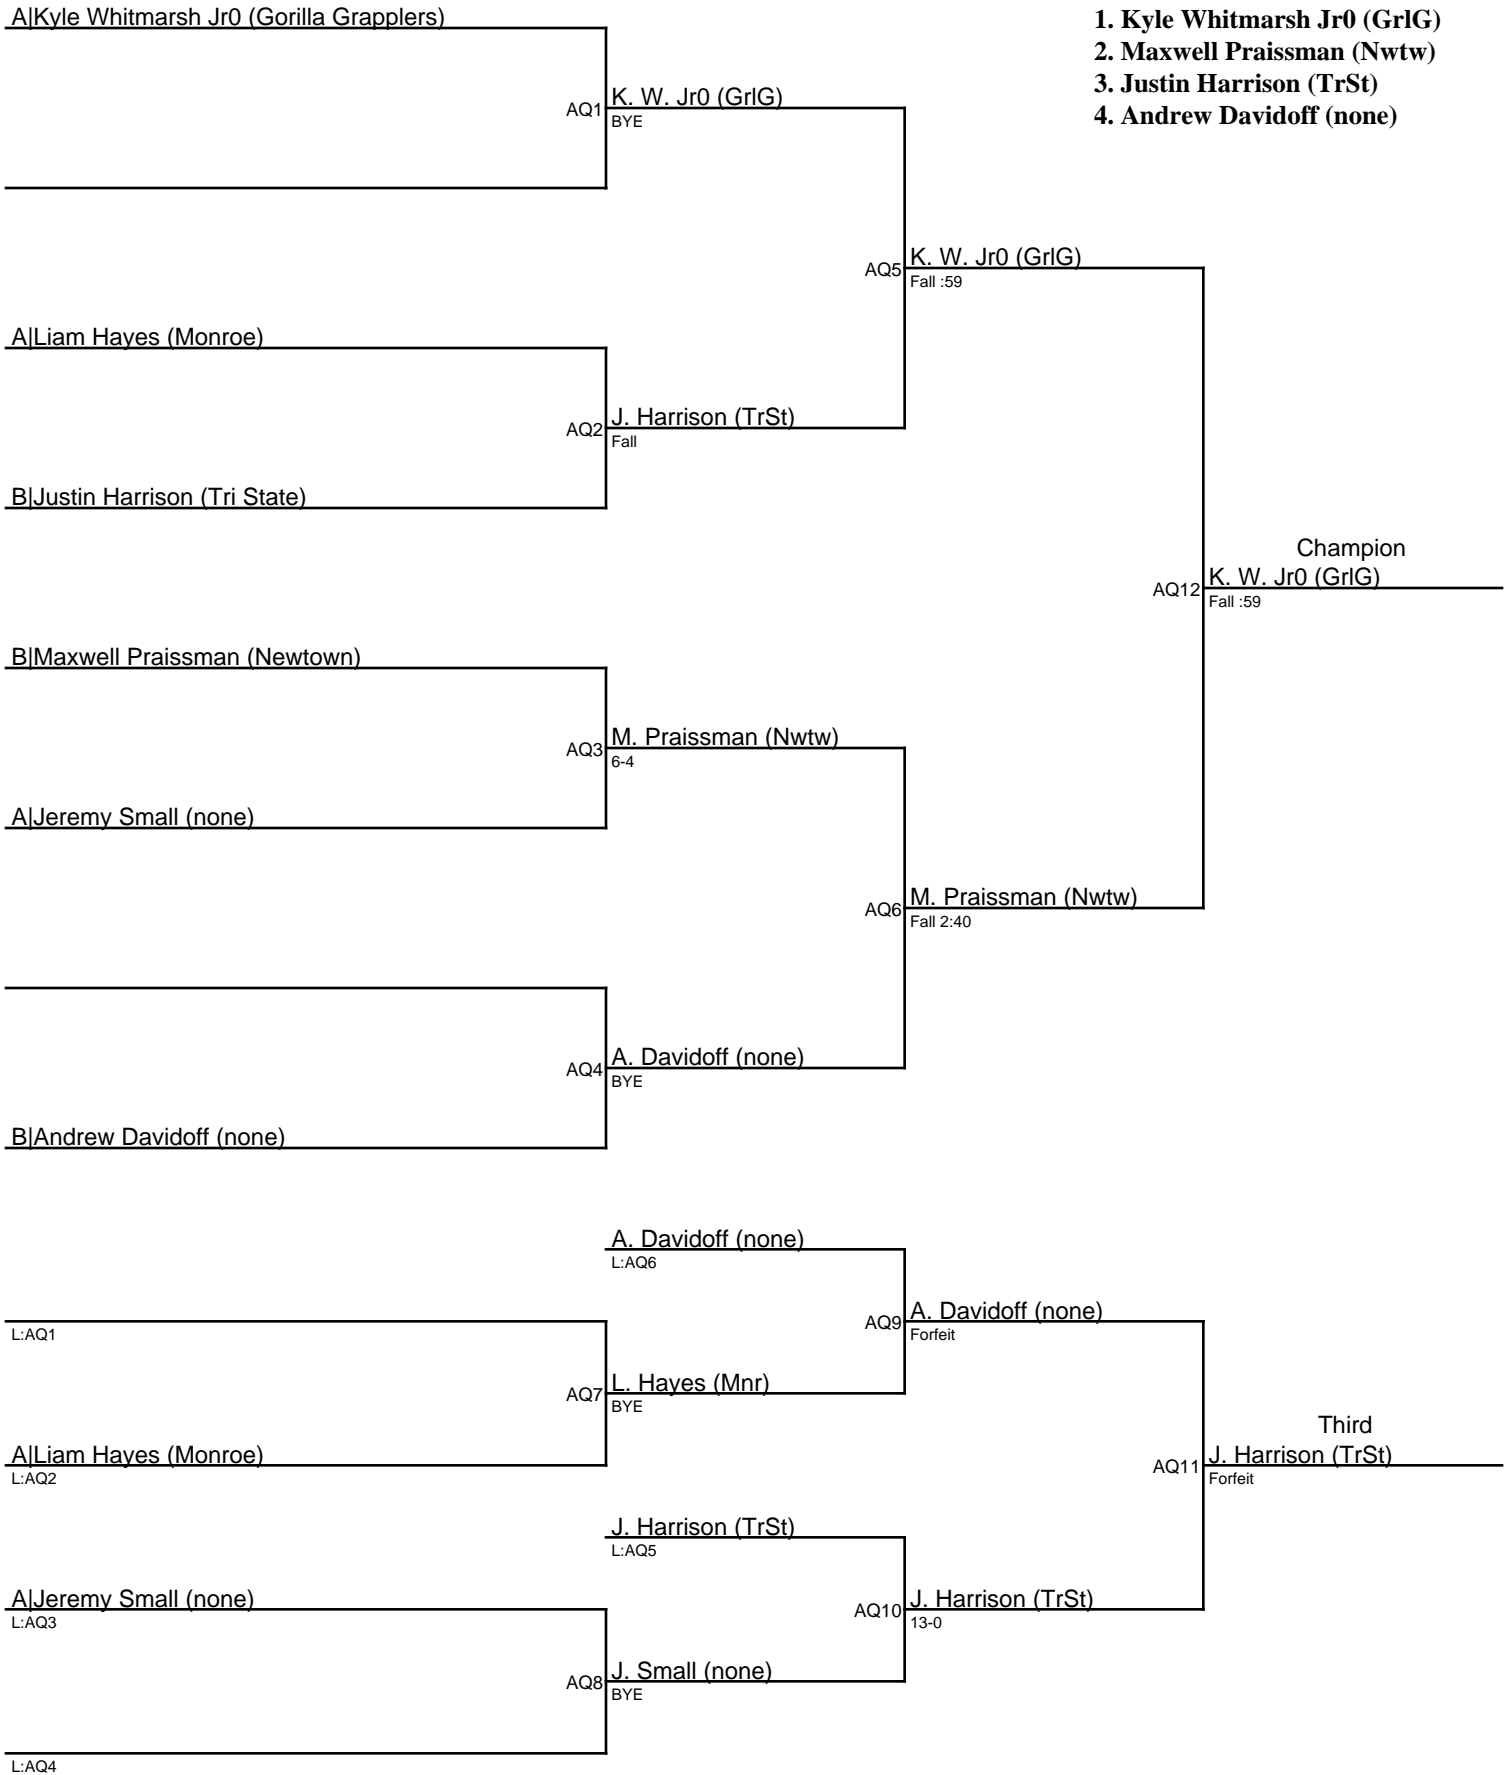 A|Kyle Whitmarsh Jr0 (Gorilla Grapplers)
1. Kyle Whitmarsh Jr0 (GrlG)
2. Maxwell Praissman (Nwtw)
3. Justin Harrison (TrSt)
4. Andrew Davidoff (none)
AQ1
K. W. Jr0 (GrlG)
BYE
AQ5
K. W. Jr0 (GrlG)
Fall :59
A|Liam Hayes (Monroe)
AQ2
J. Harrison (TrSt)
Fall
B|Justin Harrison (Tri State)
Champion
AQ12
K. W. Jr0 (GrlG)
Fall :59
B|Maxwell Praissman (Newtown)
AQ3
M. Praissman (Nwtw)
6-4
A|Jeremy Small (none)
AQ6
M. Praissman (Nwtw)
Fall 2:40
AQ4
A. Davidoff (none)
BYE
B|Andrew Davidoff (none)
A. Davidoff (none)
L:AQ6
L:AQ1
AQ9
A. Davidoff (none)
Forfeit
AQ7
L. Hayes (Mnr)
BYE
A|Liam Hayes (Monroe)
L:AQ2
Third
AQ11
J. Harrison (TrSt)
Forfeit
J. Harrison (TrSt)
L:AQ5
A|Jeremy Small (none)
L:AQ3
AQ10
J. Harrison (TrSt)
13-0
AQ8
J. Small (none)
BYE
L:AQ4